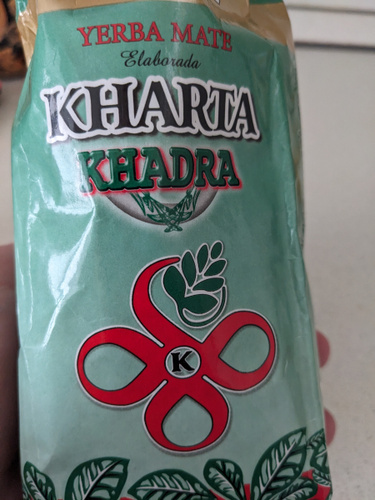 YERBA MATE
Elaborada
KHARTA
KHADRA
K